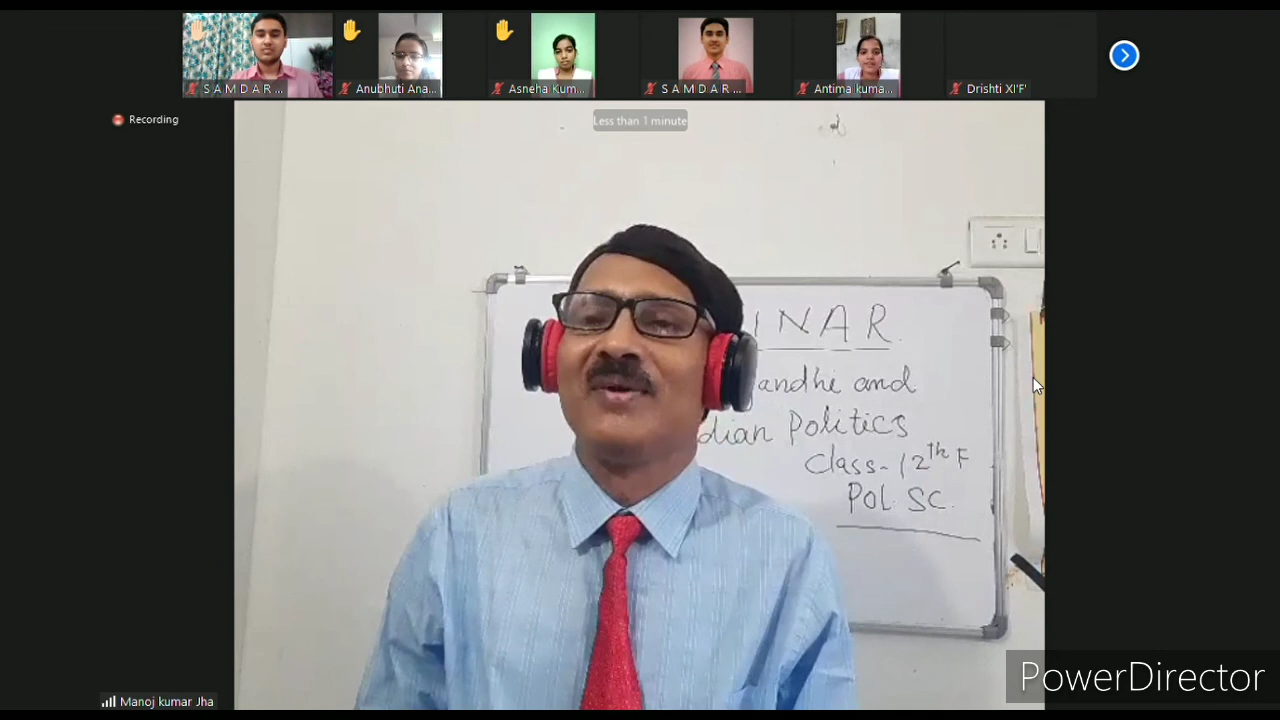 S A M D A R ...
Anubhuti Ana...
Asneha Kum...
S A M D A R ...
Antima kuma...
Drishti XI'F'
Recording
Less than 1 minute
INAR
andhi and
dian Politics
Class-12th F
POL. SC.
PowerDirector
Manoj kumar Jha